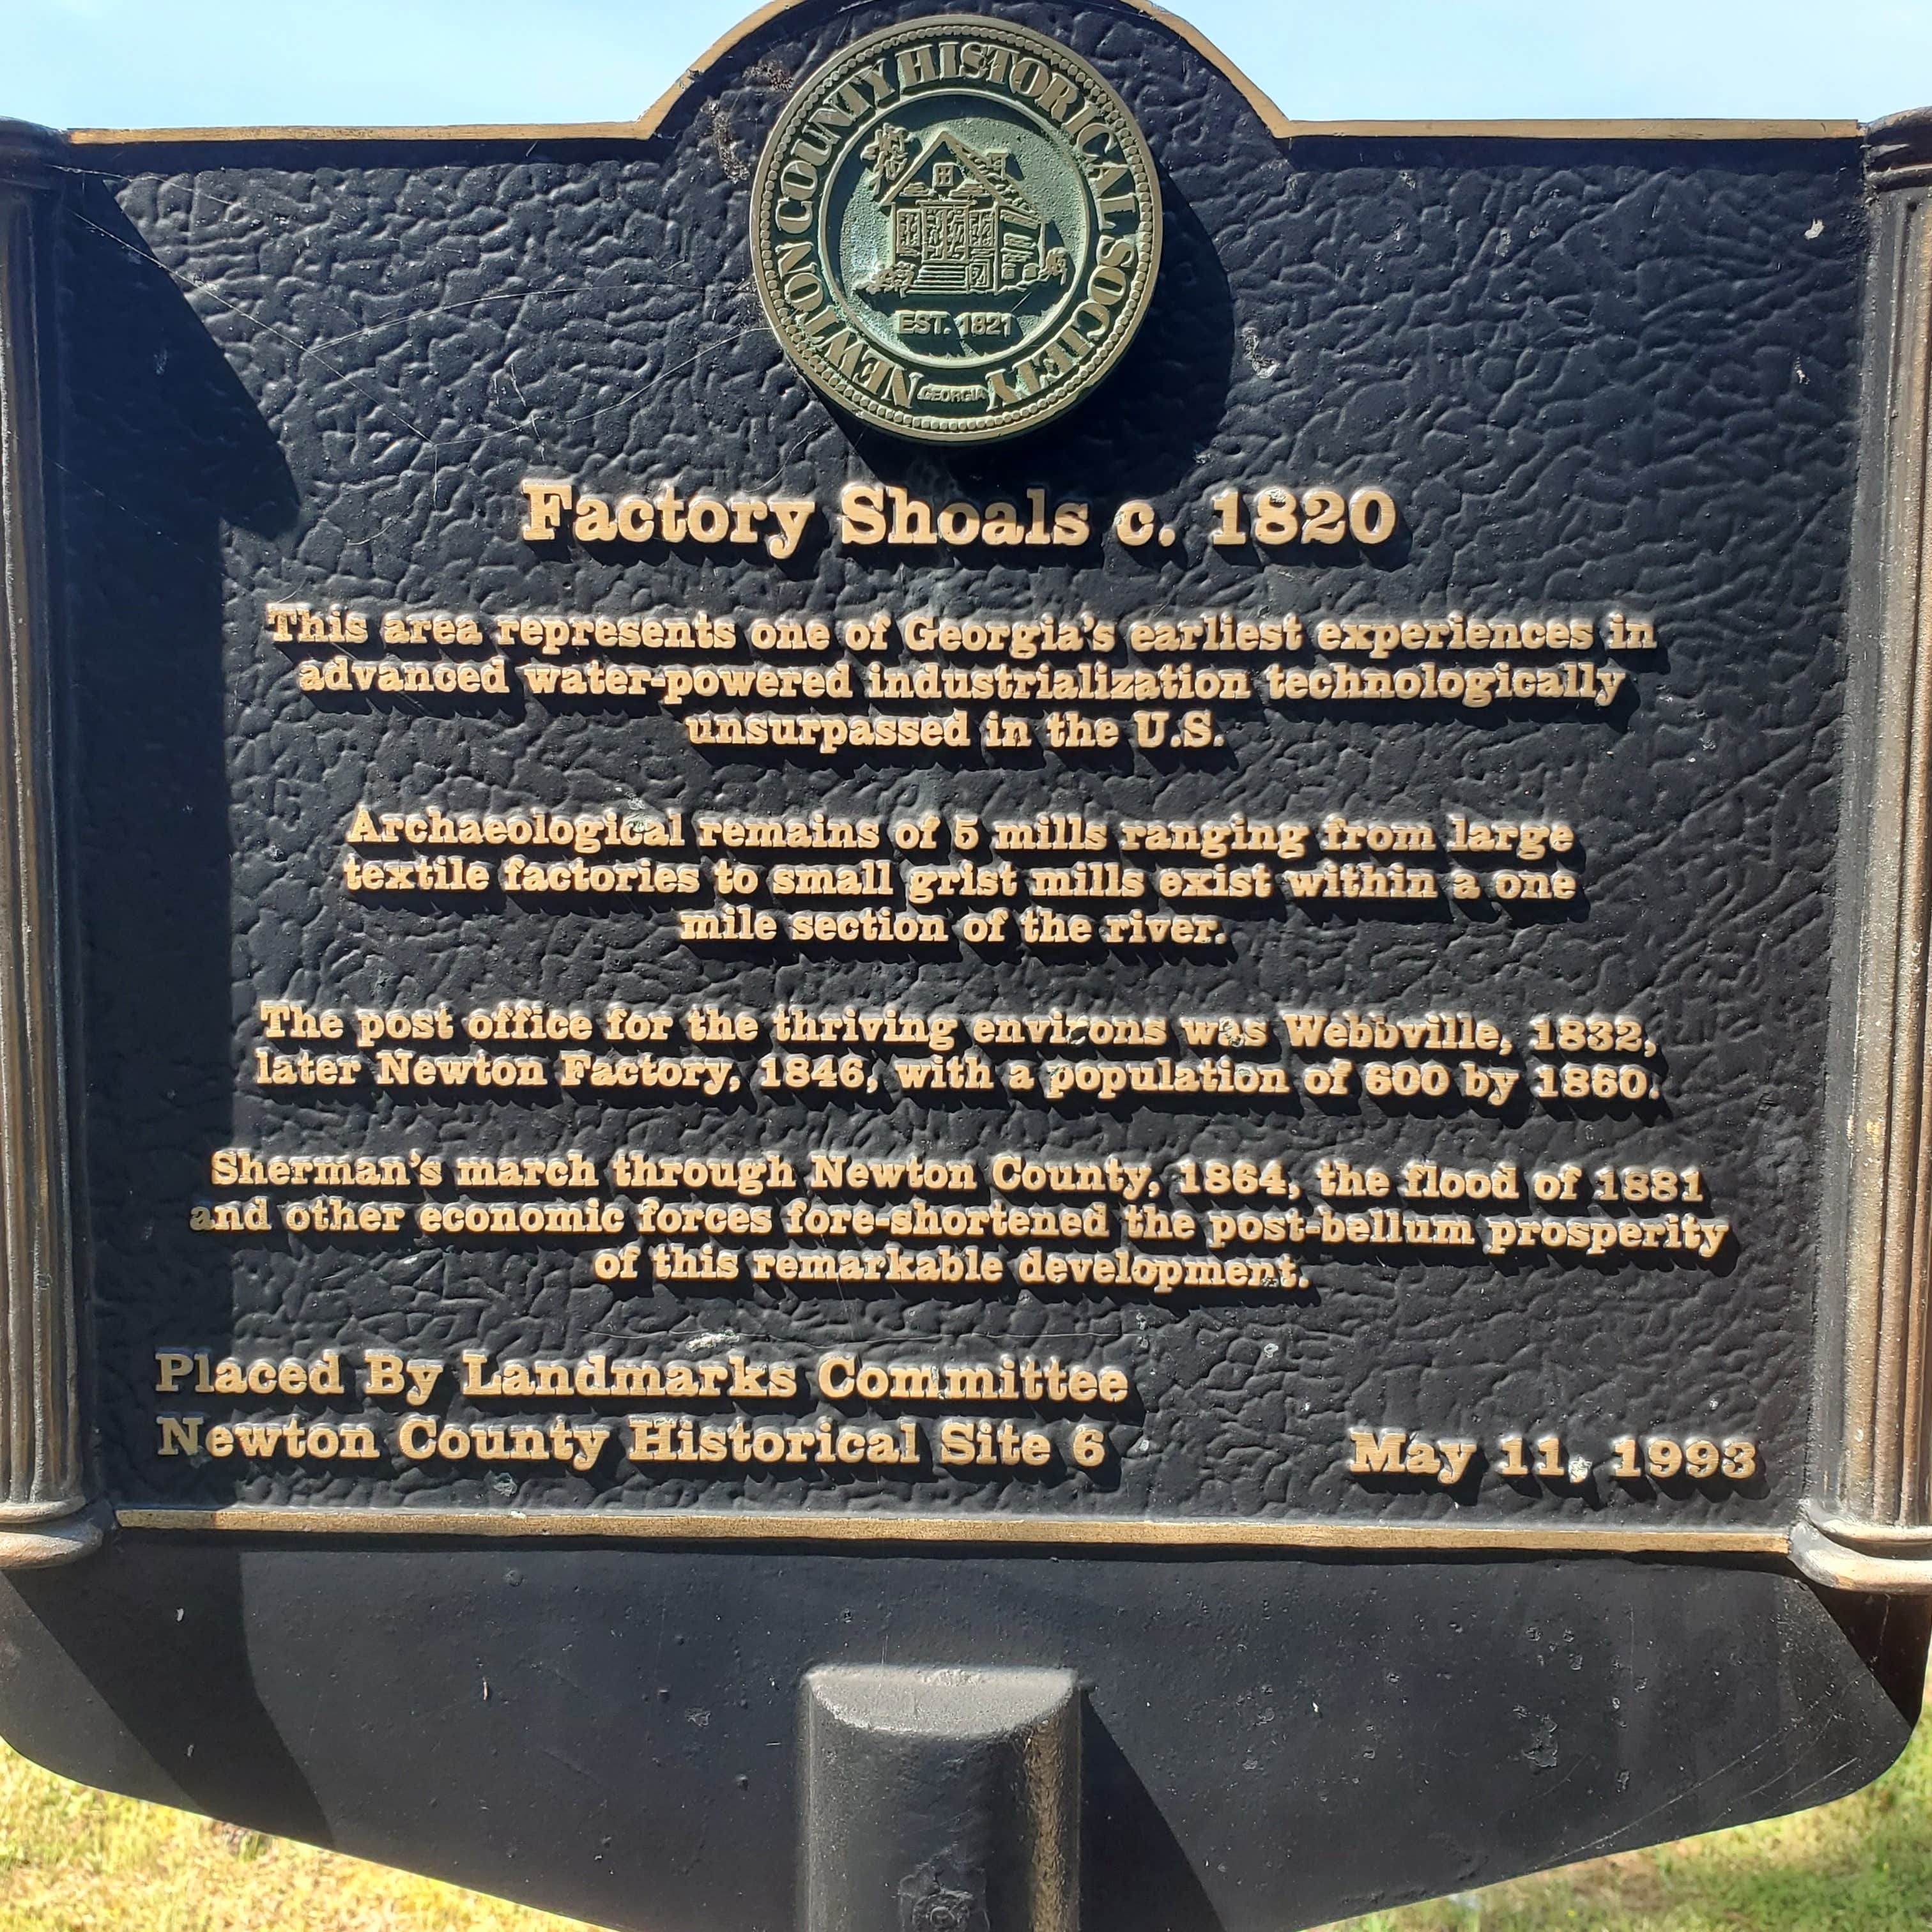 NEWTON COUNTY HISTORICAL SOCIETY
EST. 1821
GEORGIA
Factory Shoals c. 1820
This area represents one of Georgia's earliest experiences in
advanced water-powered industrialization technologically
unsurpassed in the U.S.
Archaeological remains of 5 mills ranging from large
textile factories to small grist mills exist within a one
mile section of the river.
The post office for the thriving environs was Webbville, 1832,
later Newton Factory, 1846, with a population of 600 by 1860.
Sherman's march through Newton County, 1864, the flood of 1881
and other economic forces fore-shortened the post-bellum prosperity
of this remarkable development.
Placed By Landmarks Committee
Newton County Historical Site 6
May 11, 1993